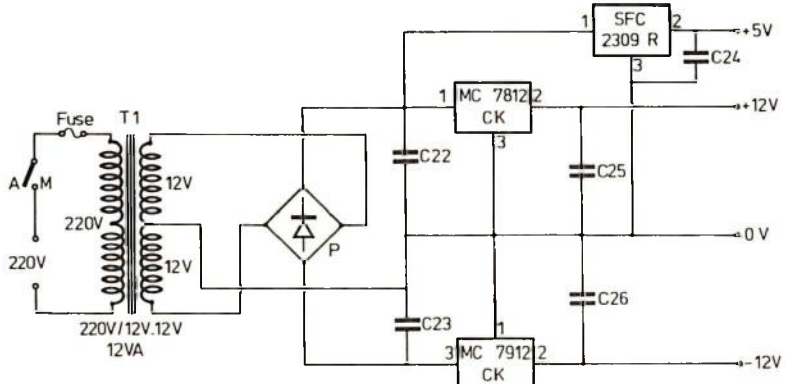 1
SFC
2309 R
2
3
+5V
C24
Fuse
T1
1
MC 7812
CK
2
3
+12V
A
M
220V
12V
12V
220V
C22
C25
P
0 V
C23
C26
1
3
MC 7912
CK
2
-12V
220V/12V.12V
12VA